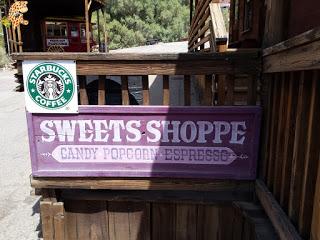 STARBUCKS
COFFEE
SWEETS·SHOPPE
CANDY POPCORN ESPRESSO